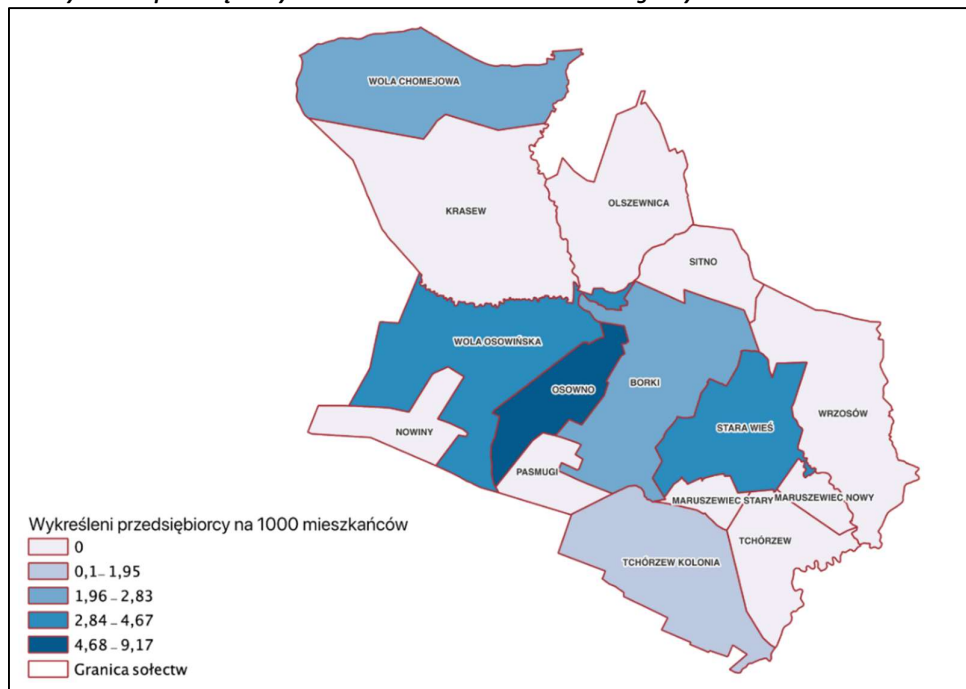 WOLA CHOMEJOWA
KRASEW
OLSZEWNICA
SITNO
WOLA OSOWIŃSKA
OSOWNO
BORKI
WRZOSÓW
NOWINY
STARA WIEŚ
PASMUGI
MARUSZEWIEC STARY
MARUSZEWIEC NOWY
TCHÓRZEW
TCHÓRZEW KOLONIA
Wykreśleni przedsiębiorcy na 1000 mieszkańców
0
0,1 – 1,95
1,96 – 2,83
2,84 – 4,67
4,68 – 9,17
Granica sołectw